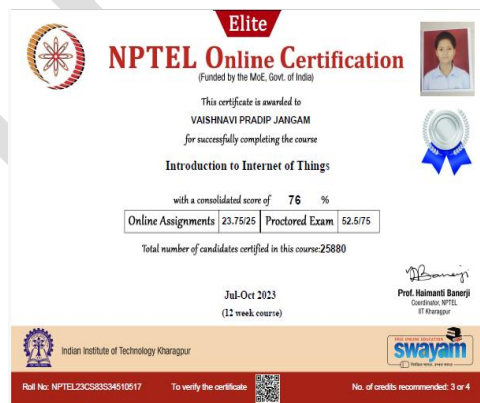 Elite
NPTEL Online Certification
(Funded by the MoE, Govt. of India)
This certificate is awarded to
VAISHNAVI PRADIP JANGAM
for successfully completing the course
Introduction to Internet of Things
with a consolidated score of 76 %
Online Assignments 23.75/25 Proctored Exam 52.5/75
Total number of candidates certified in this course:25880
Prof. Haimanti Banerji
Coordinator, NPTEL
IIT Kharagpur
Jul-Oct 2023
(12 week course)
Indian Institute of Technology Kharagpur
FREE ONLINE EDUCATION
swayam
Roll No: NPTEL23CS83S34510517 To verify the certificate No. of credits recommended: 3 or 4